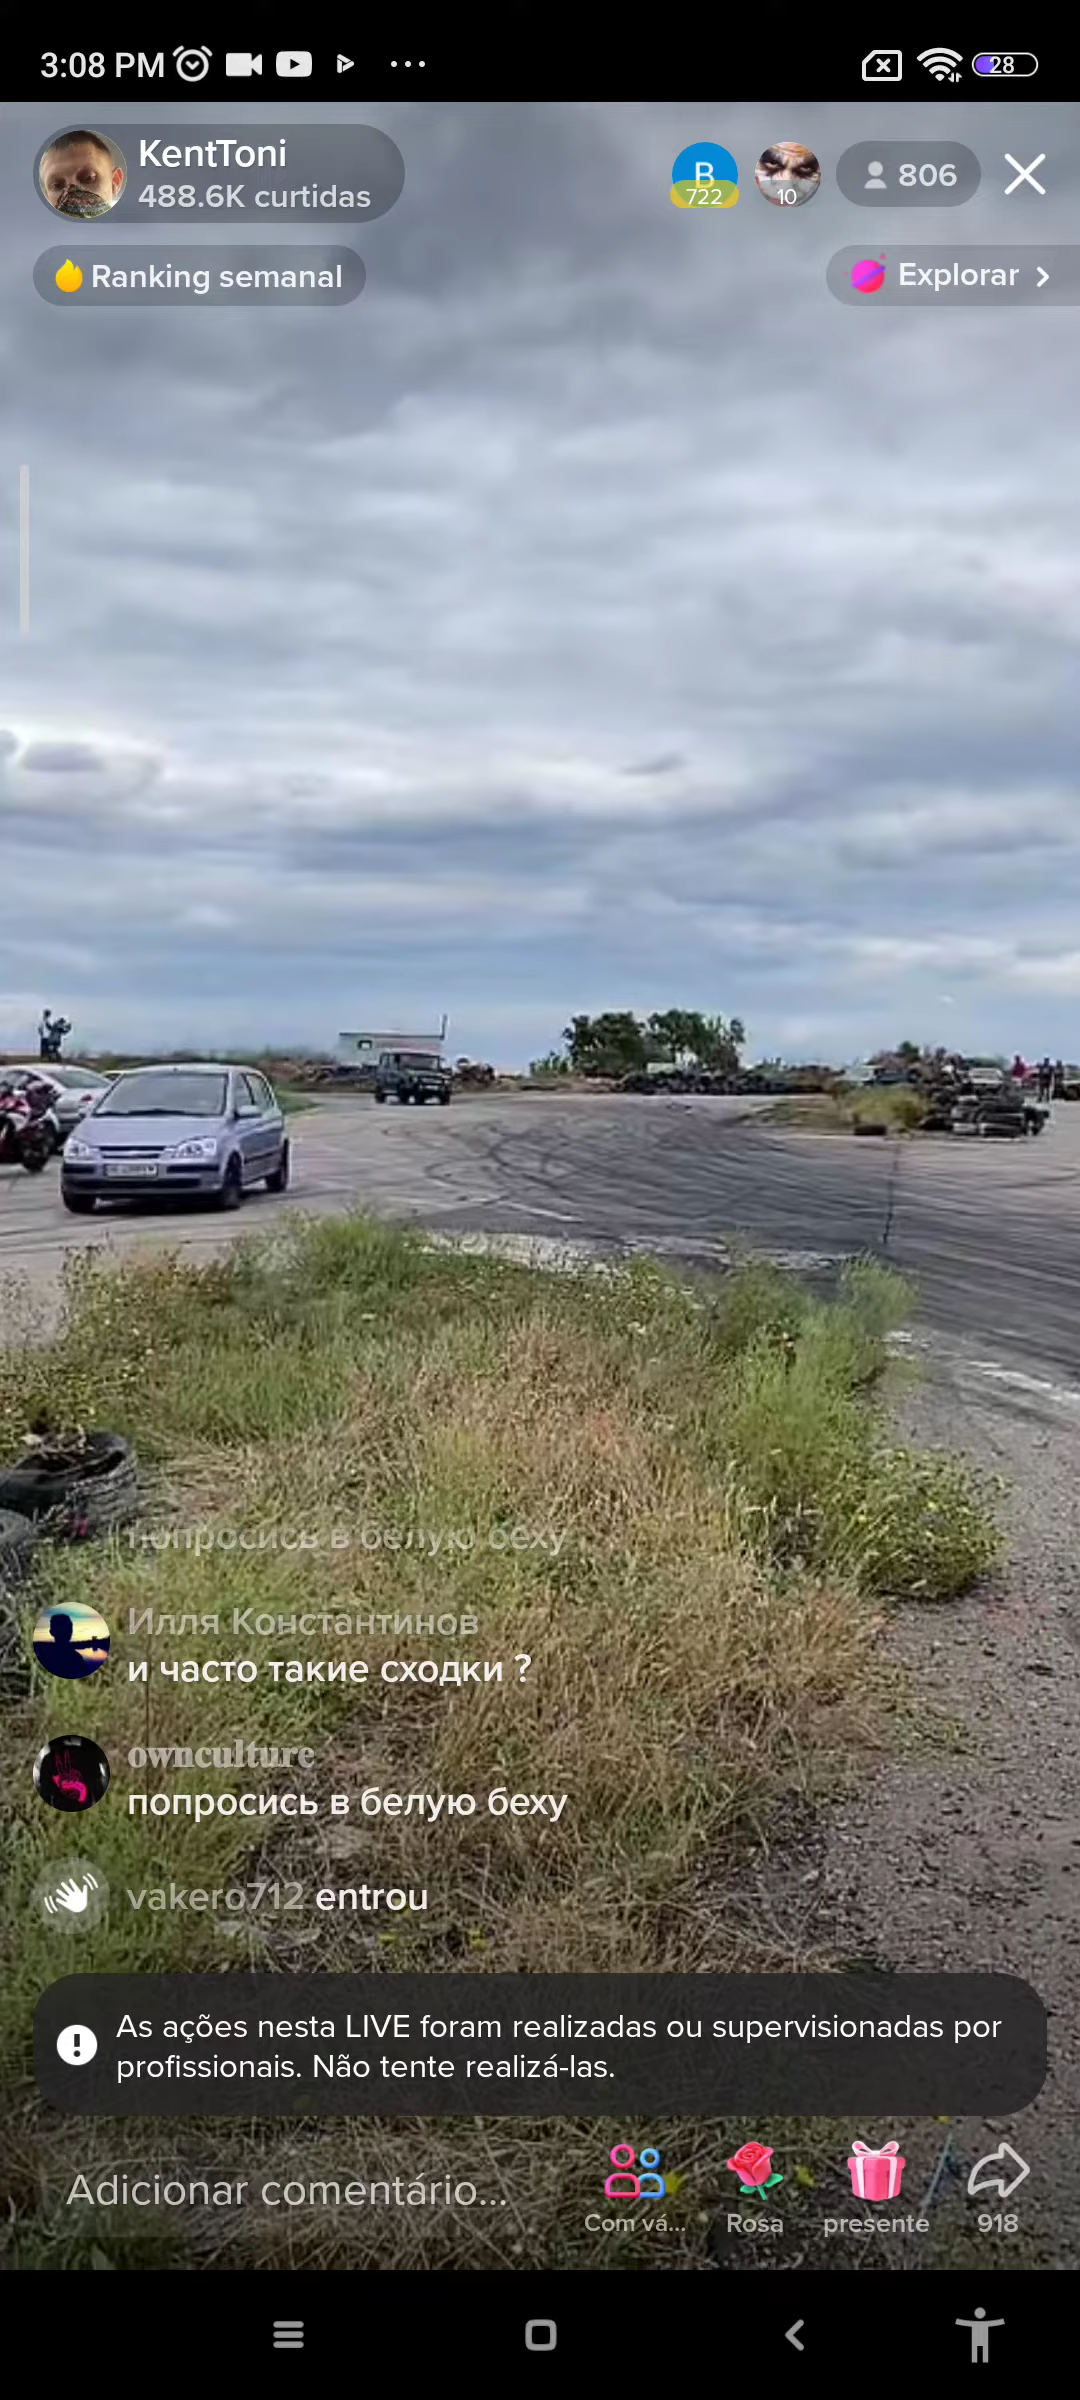 3:08 PM
28
KentToni
488.6K curtidas
B
722
10
806
Ranking semanal
Explorar
попросись в белую беху
Илля Константинов
и часто такие сходки ?
ownculture
попросись в белую беху
vakero712 entrou
As ações nesta LIVE foram realizadas ou supervisionadas por
profissionais. Não tente realizá-las.
Adicionar comentário...
Com vá...
Rosa
presente
918